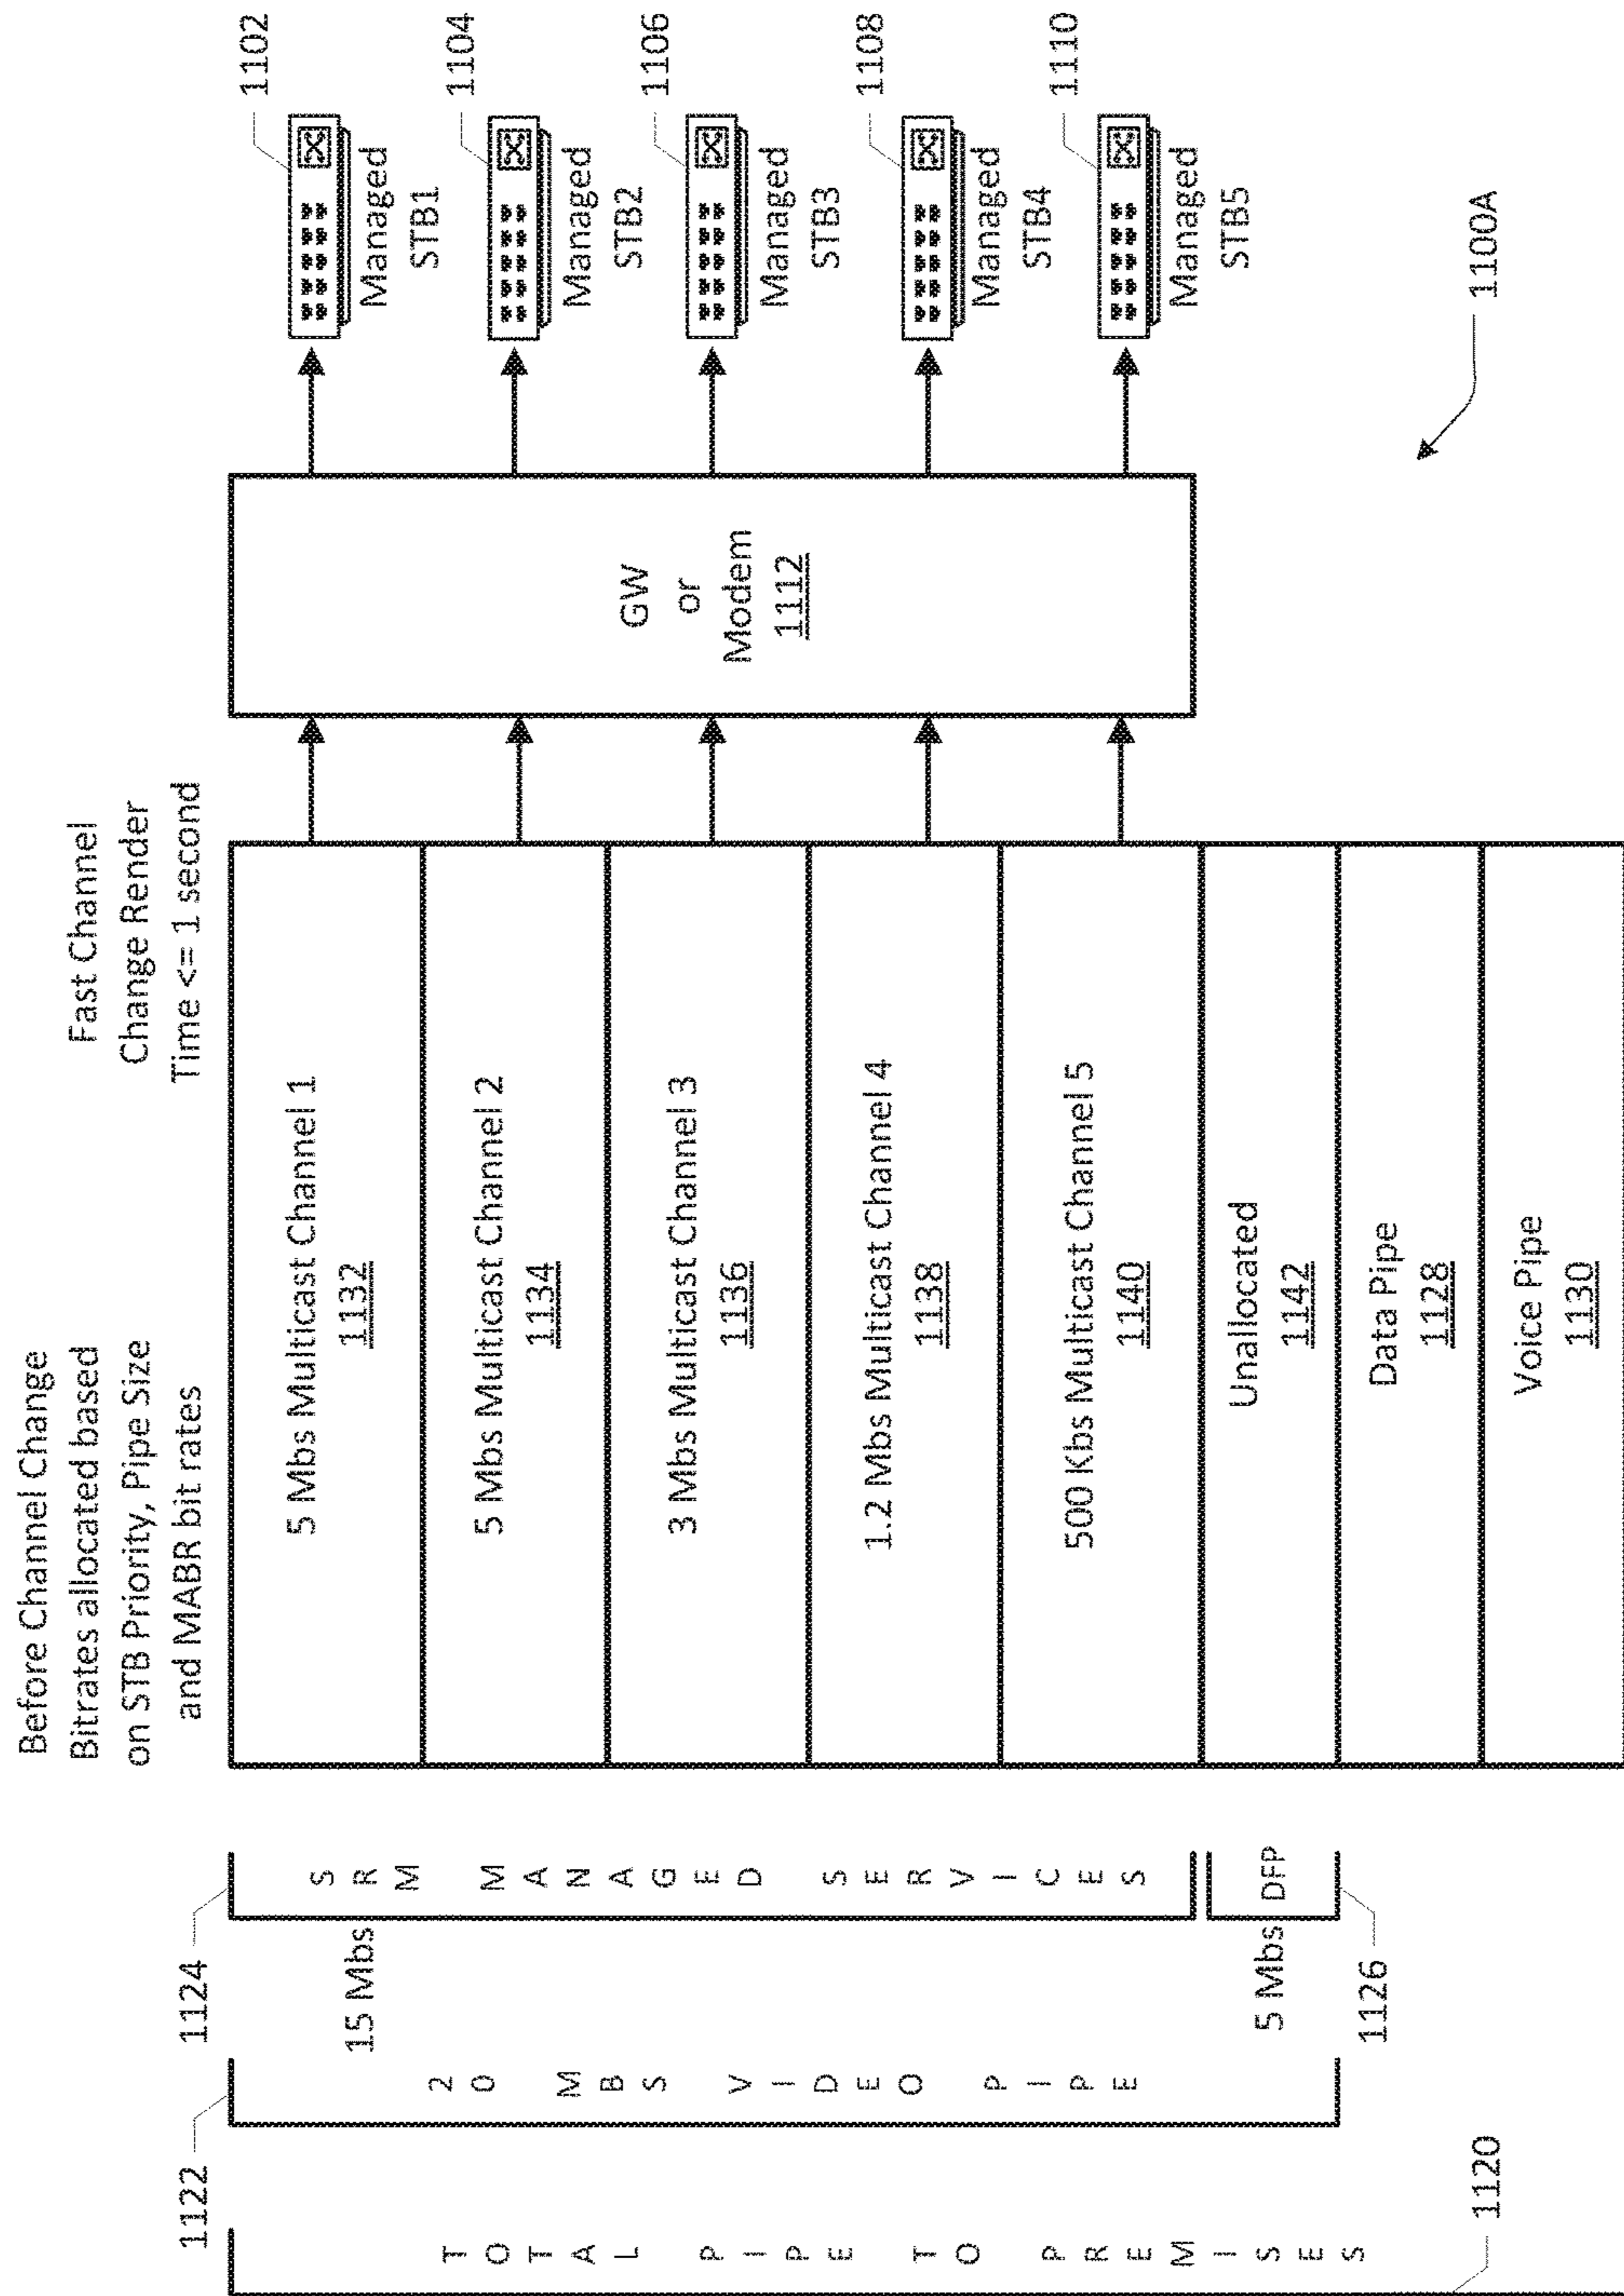 Before Channel Change
Bitrates allocated based
on STB Priority, Pipe Size
and MABR bit rates
Fast Channel
Change Render
Time <= 1 second
1122
1124
TOTAL PIPE TO PREMISES
1120
20 MBS VIDEO PIPE
15 Mbs
SRM MANAGED SERVICES
5 Mbs
DFP
1126
5 Mbs Multicast Channel 1
1132
5 Mbs Multicast Channel 2
1134
3 Mbs Multicast Channel 3
1136
1.2 Mbs Multicast Channel 4
1138
500 Kbs Multicast Channel 5
1140
Unallocated
1142
Data Pipe
1128
Voice Pipe
1130
GW
or
Modem
1112
1102
Managed
STB1
1104
Managed
STB2
1106
Managed
STB3
1108
Managed
STB4
1110
Managed
STB5
1100A